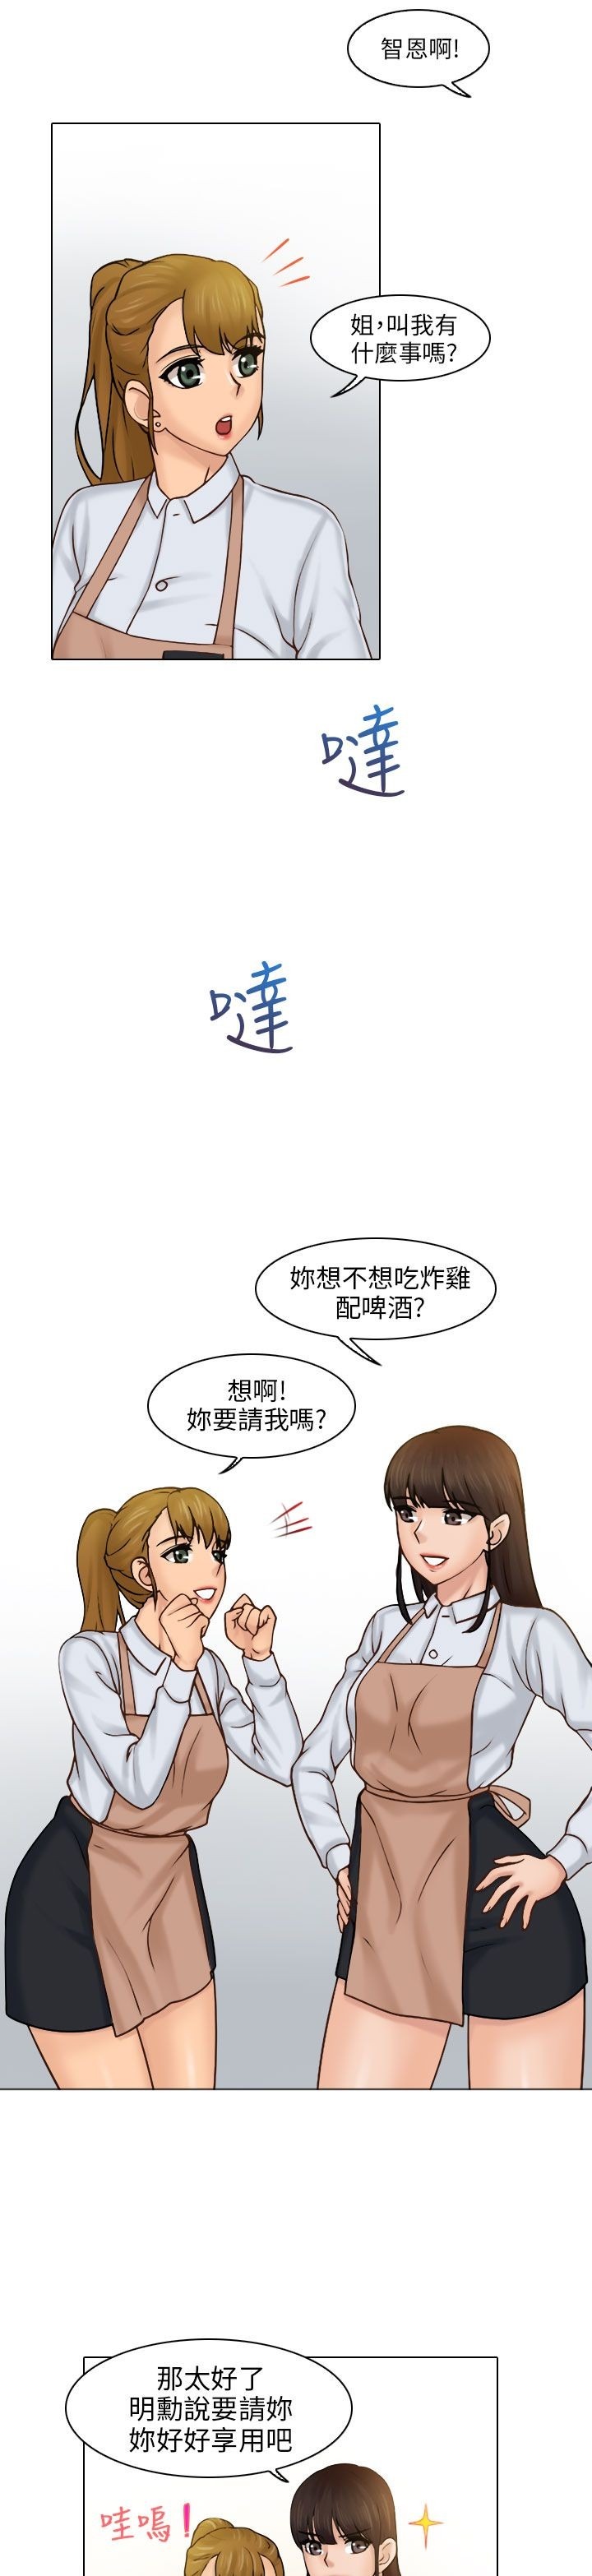 智恩啊!
姐,叫我有
什麼事嗎?
噠
噠
妳想不想吃炸雞
配啤酒?
想啊!
妳要請我嗎?
那太好了
明勳說要請妳
妳好好享用吧
哇嗚!